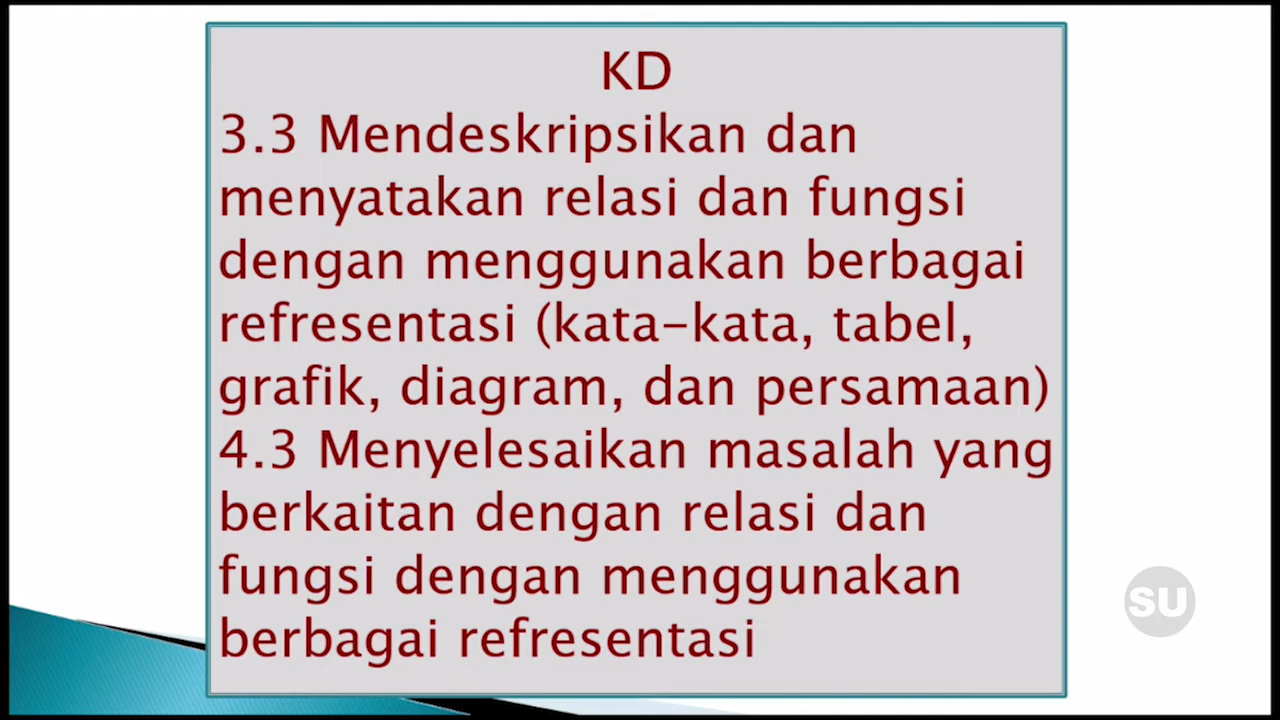 KD
3.3 Mendeskripsikan dan
menyatakan relasi dan fungsi
dengan menggunakan berbagai
refresentasi (kata-kata, tabel,
grafik, diagram, dan persamaan)
4.3 Menyelesaikan masalah yang
berkaitan dengan relasi dan
fungsi dengan menggunakan
berbagai refresentasi
SU